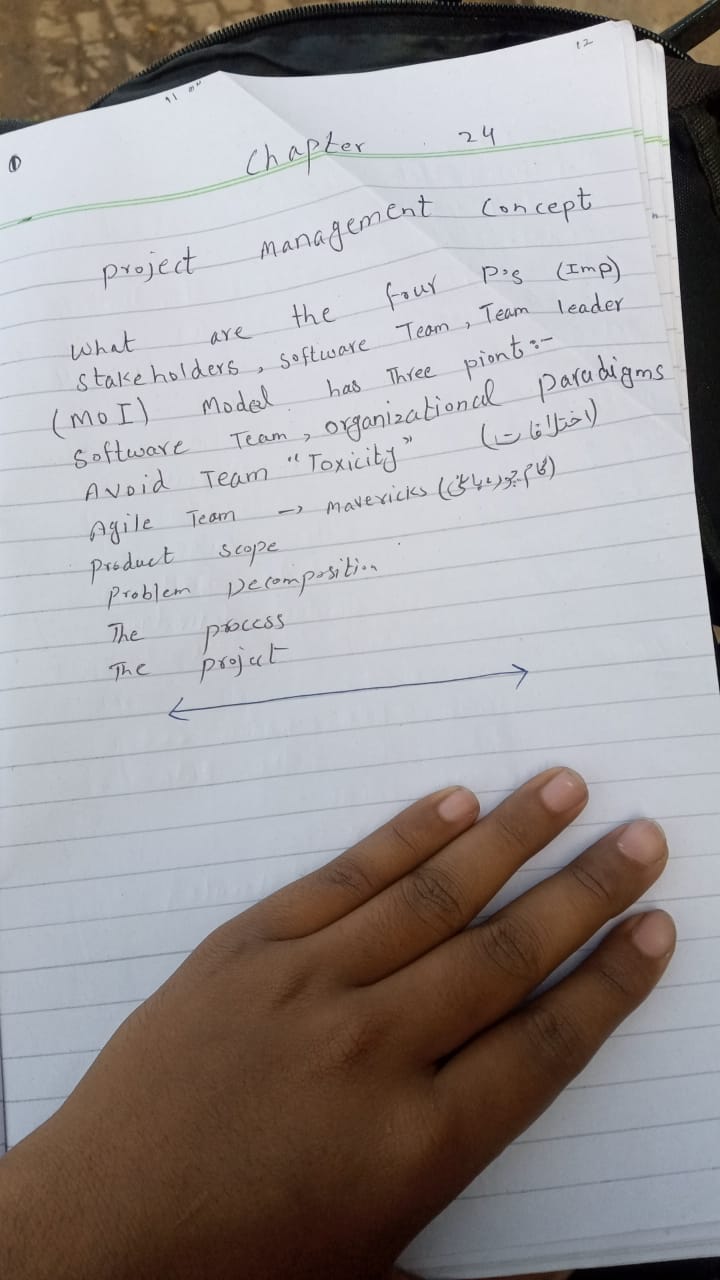 12
Chapter 24
project management Concept
What are the four P's (Imp)
Stakeholders, software Team, Team leader
(MOI) Model has Three piont:-
Software Team, organizational paradigms
Avoid Team "Toxicity" (اختلافات)
Agile Team → mavericks
Product scope
Problem Decomposition
The process
The project